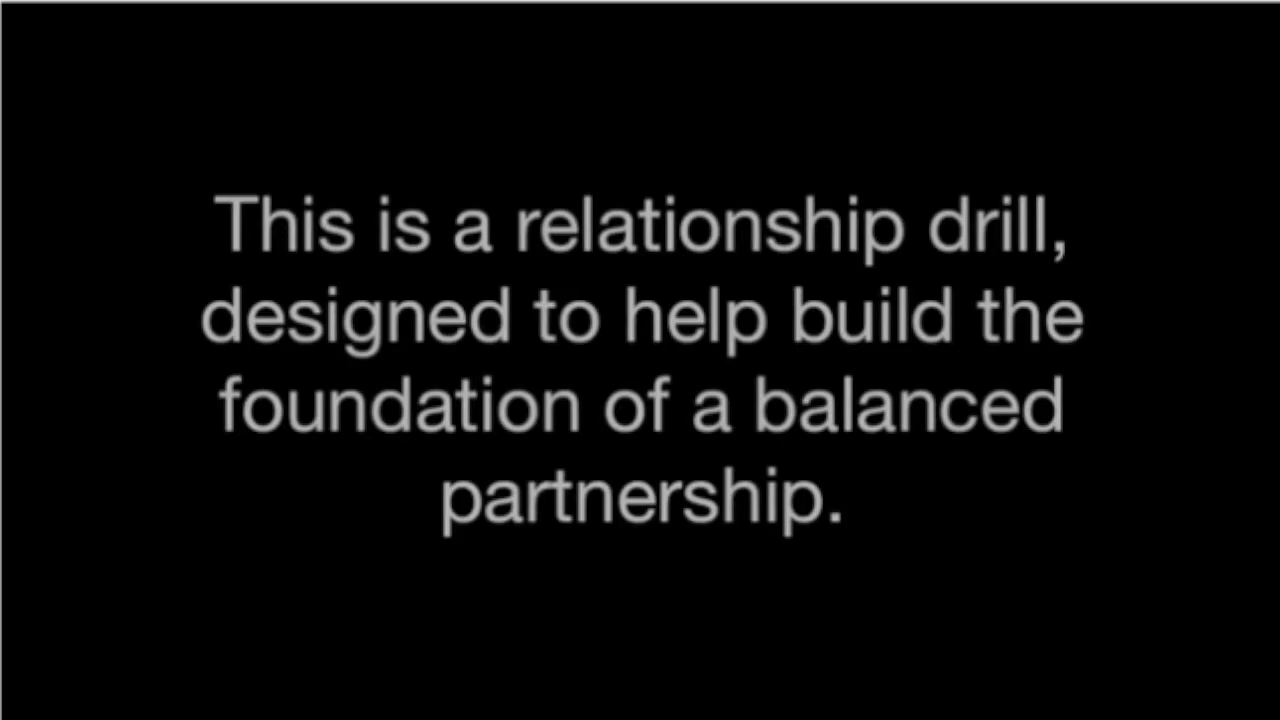 This is a relationship drill,
designed to help build the
foundation of a balanced
partnership.